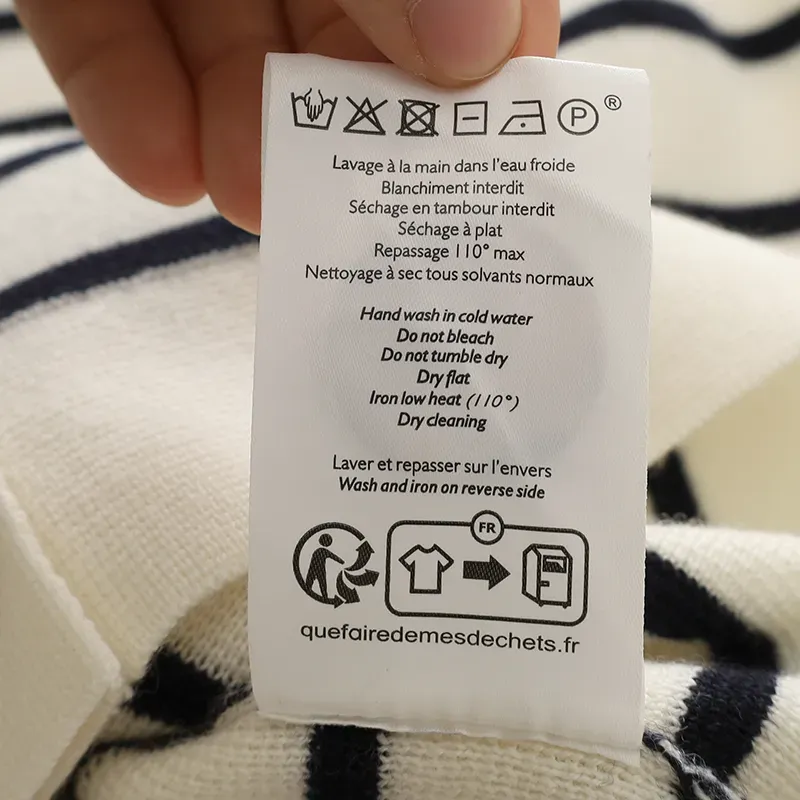 P ®
Lavage à la main dans l'eau froide
Blanchiment interdit
Séchage en tambour interdit
Séchage à plat
Repassage 110° max
Nettoyage à sec tous solvants normaux
Hand wash in cold water
Do not bleach
Do not tumble dry
Dry flat
Iron low heat (110°)
Dry cleaning
Laver et repasser sur l'envers
Wash and iron on reverse side
FR
quefairedemesdechets.fr